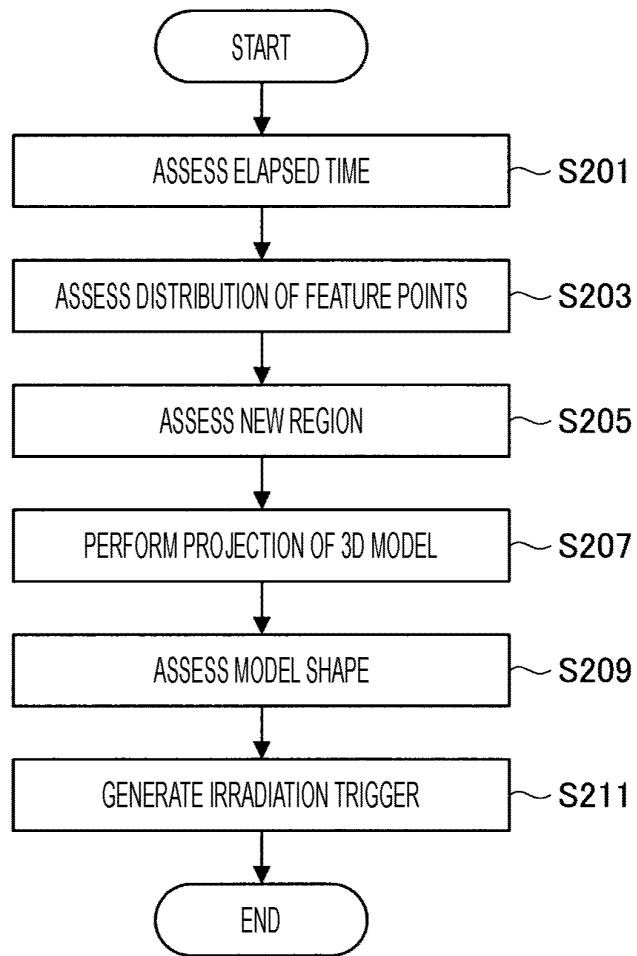 START
ASSESS ELAPSED TIME
S201
ASSESS DISTRIBUTION OF FEATURE POINTS
S203
ASSESS NEW REGION
S205
PERFORM PROJECTION OF 3D MODEL
S207
ASSESS MODEL SHAPE
S209
GENERATE IRRADIATION TRIGGER
S211
END